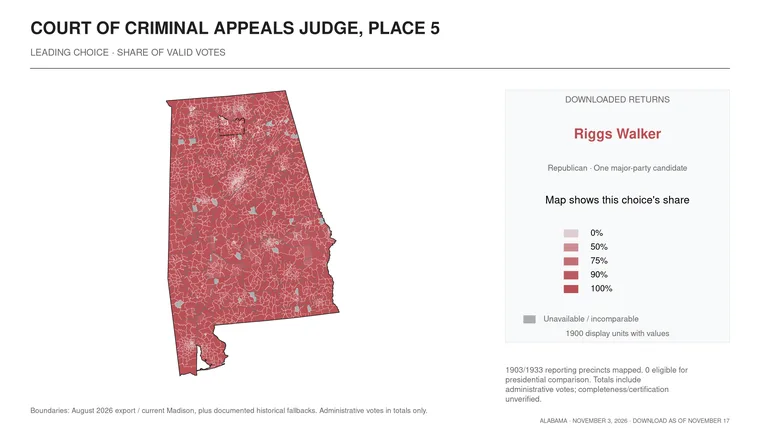 COURT OF CRIMINAL APPEALS JUDGE, PLACE 5
LEADING CHOICE · SHARE OF VALID VOTES
DOWNLOADED RETURNS
Riggs Walker
Republican · One major-party candidate
Map shows this choice's share
0%
50%
75%
90%
100%
Unavailable / incomparable
1900 display units with values
1903/1933 reporting precincts mapped. 0 eligible for
presidential comparison. Totals include
administrative votes; completeness/certification
unverified.
Boundaries: August 2026 export / current Madison, plus documented historical fallbacks. Administrative votes in totals only.
ALABAMA · NOVEMBER 3, 2026 · DOWNLOAD AS OF NOVEMBER 17